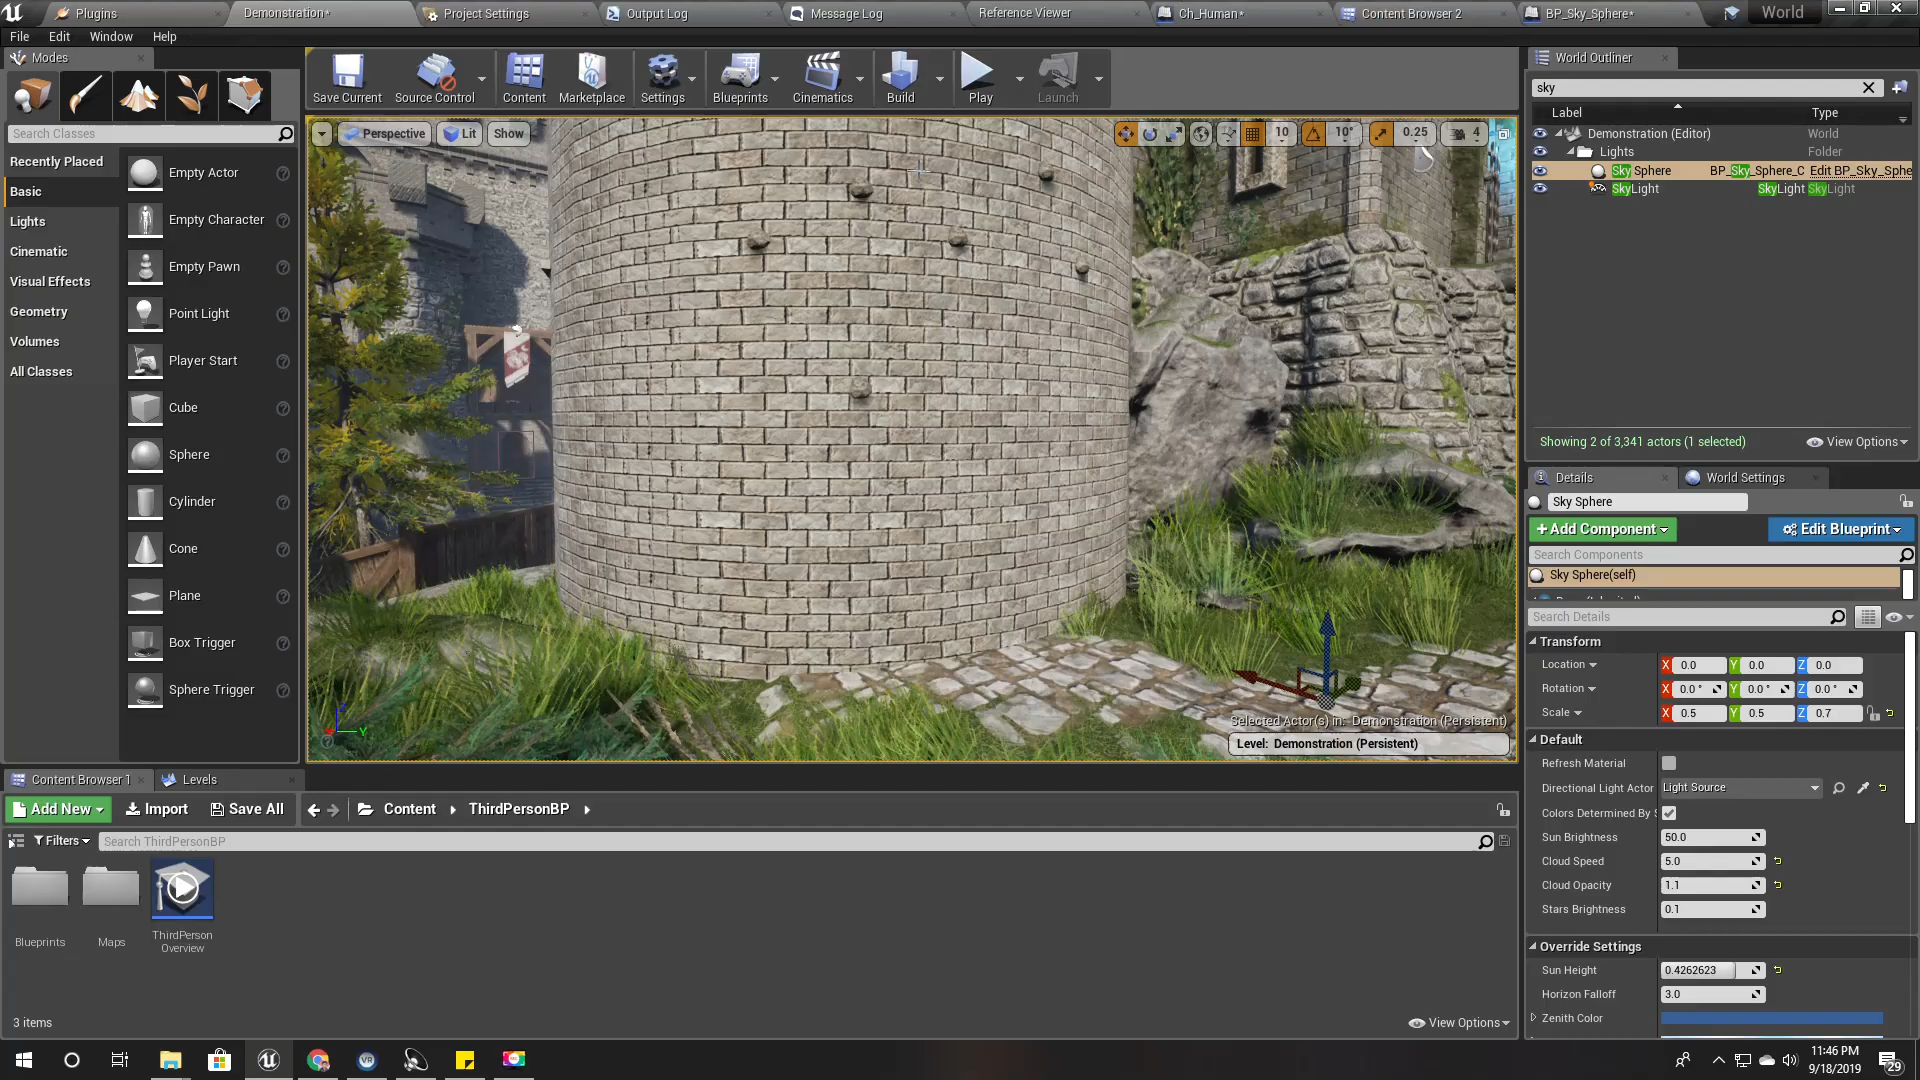 Plugins
Demonstration*
Project Settings
Output Log
Message Log
Reference Viewer
Ch_Human*
Content Browser 2
BP_Sky_Sphere*
World
File
Edit
Window
Help
Modes
Save Current
Source Control
Content
Marketplace
Settings
Blueprints
Cinematics
Build
Play
Launch
World Outliner
sky
Label
Type
Demonstration (Editor)
World
Lights
Folder
Sky Sphere
BP_Sky_Sphere_C
Edit BP_Sky_Sphe
SkyLight
SkyLight
SkyLight
Showing 2 of 3,341 actors (1 selected)
View Options
Search Classes
Recently Placed
Basic
Lights
Cinematic
Visual Effects
Geometry
Volumes
All Classes
Empty Actor
Empty Character
Empty Pawn
Point Light
Player Start
Cube
Sphere
Cylinder
Cone
Plane
Box Trigger
Sphere Trigger
Perspective
Lit
Show
10
10°
0.25
4
Z
Y
Selected Actor(s) in: Demonstration (Persistent)
Level: Demonstration (Persistent)
Details
World Settings
Sky Sphere
+Add Component
Edit Blueprint
Search Components
Sky Sphere(self)
Search Details
Transform
Location
X 0.0 Y 0.0 Z 0.0
Rotation
X 0.0 ° Y 0.0 ° Z 0.0 °
Scale
X 0.5 Y 0.5 Z 0.7
Default
Refresh Material
Directional Light Actor
Light Source
Colors Determined By S
Sun Brightness
50.0
Cloud Speed
5.0
Cloud Opacity
1.1
Stars Brightness
0.1
Override Settings
Sun Height
0.4262623
Horizon Falloff
3.0
Zenith Color
Content Browser 1
Levels
Add New
Import
Save All
Content
ThirdPersonBP
Filters
Search ThirdPersonBP
Blueprints
Maps
ThirdPerson
Overview
3 items
View Options
VR
REC
11:46 PM
9/18/2019
29